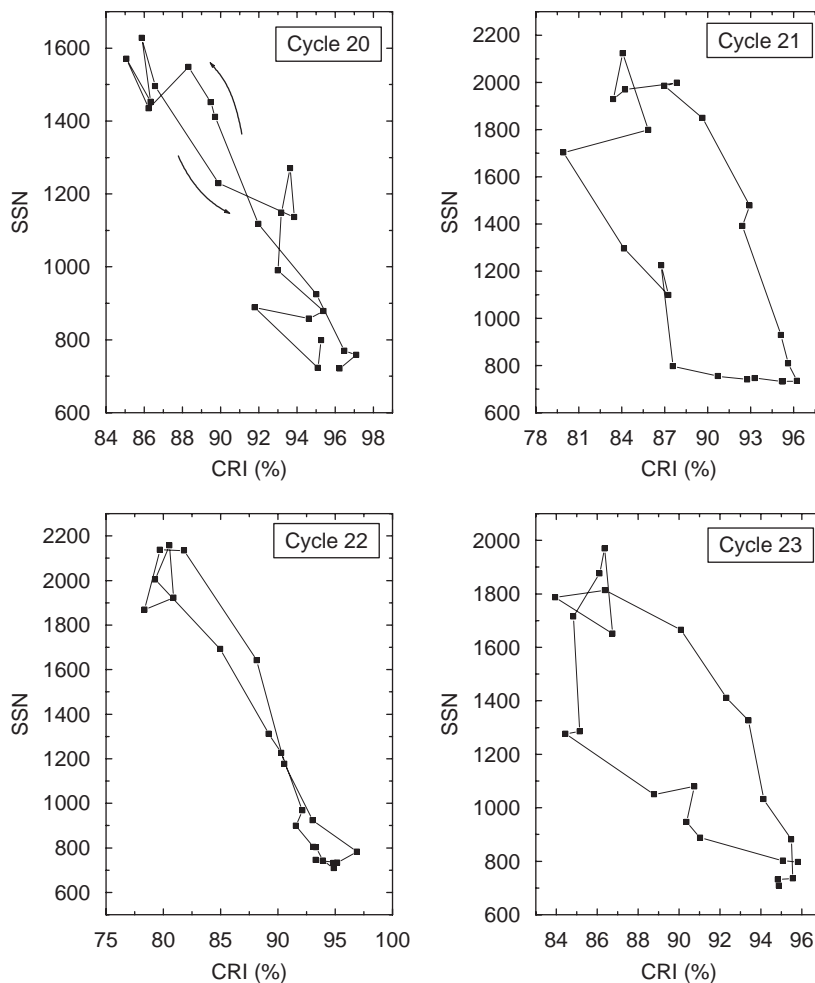 Cycle 20
1600
1400
1200
1000
800
600
SSN
84 86 88 90 92 94 96 98
CRI (%)
Cycle 21
2200
2000
1800
1600
1400
1200
1000
800
600
SSN
78 81 84 87 90 93 96
CRI (%)
Cycle 22
2200
2000
1800
1600
1400
1200
1000
800
600
SSN
75 80 85 90 95 100
CRI (%)
Cycle 23
2000
1800
1600
1400
1200
1000
800
600
SSN
84 86 88 90 92 94 96
CRI (%)